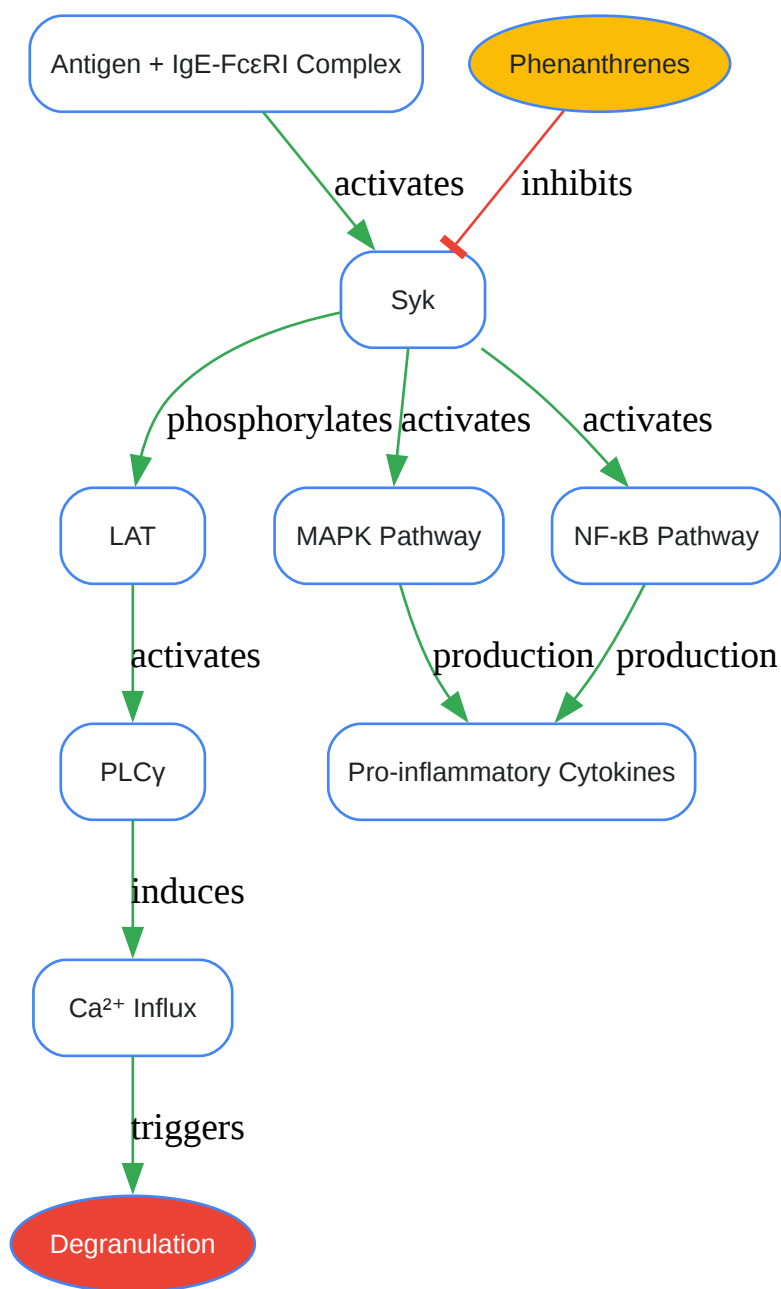 Antigen + IgE-FcεRI Complex
Phenanthrenes
activates
inhibits
Syk
phosphorylates
activates
activates
LAT
MAPK Pathway
NF-κB Pathway
activates
production
production
PLCγ
Pro-inflammatory Cytokines
induces
Ca²⁺ Influx
triggers
Degranulation